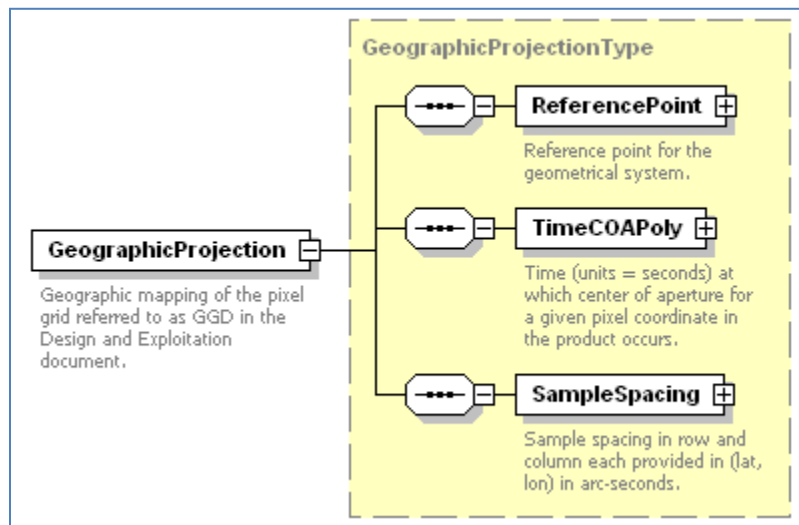 GeographicProjectionType
ReferencePoint
Reference point for the
geometrical system.
TimeCOAPoly
Time (units = seconds) at
which center of aperture for
a given pixel coordinate in
the product occurs.
GeographicProjection
Geographic mapping of the pixel
grid referred to as GGD in the
Design and Exploitation
document.
SampleSpacing
Sample spacing in row and
column each provided in (lat,
lon) in arc-seconds.